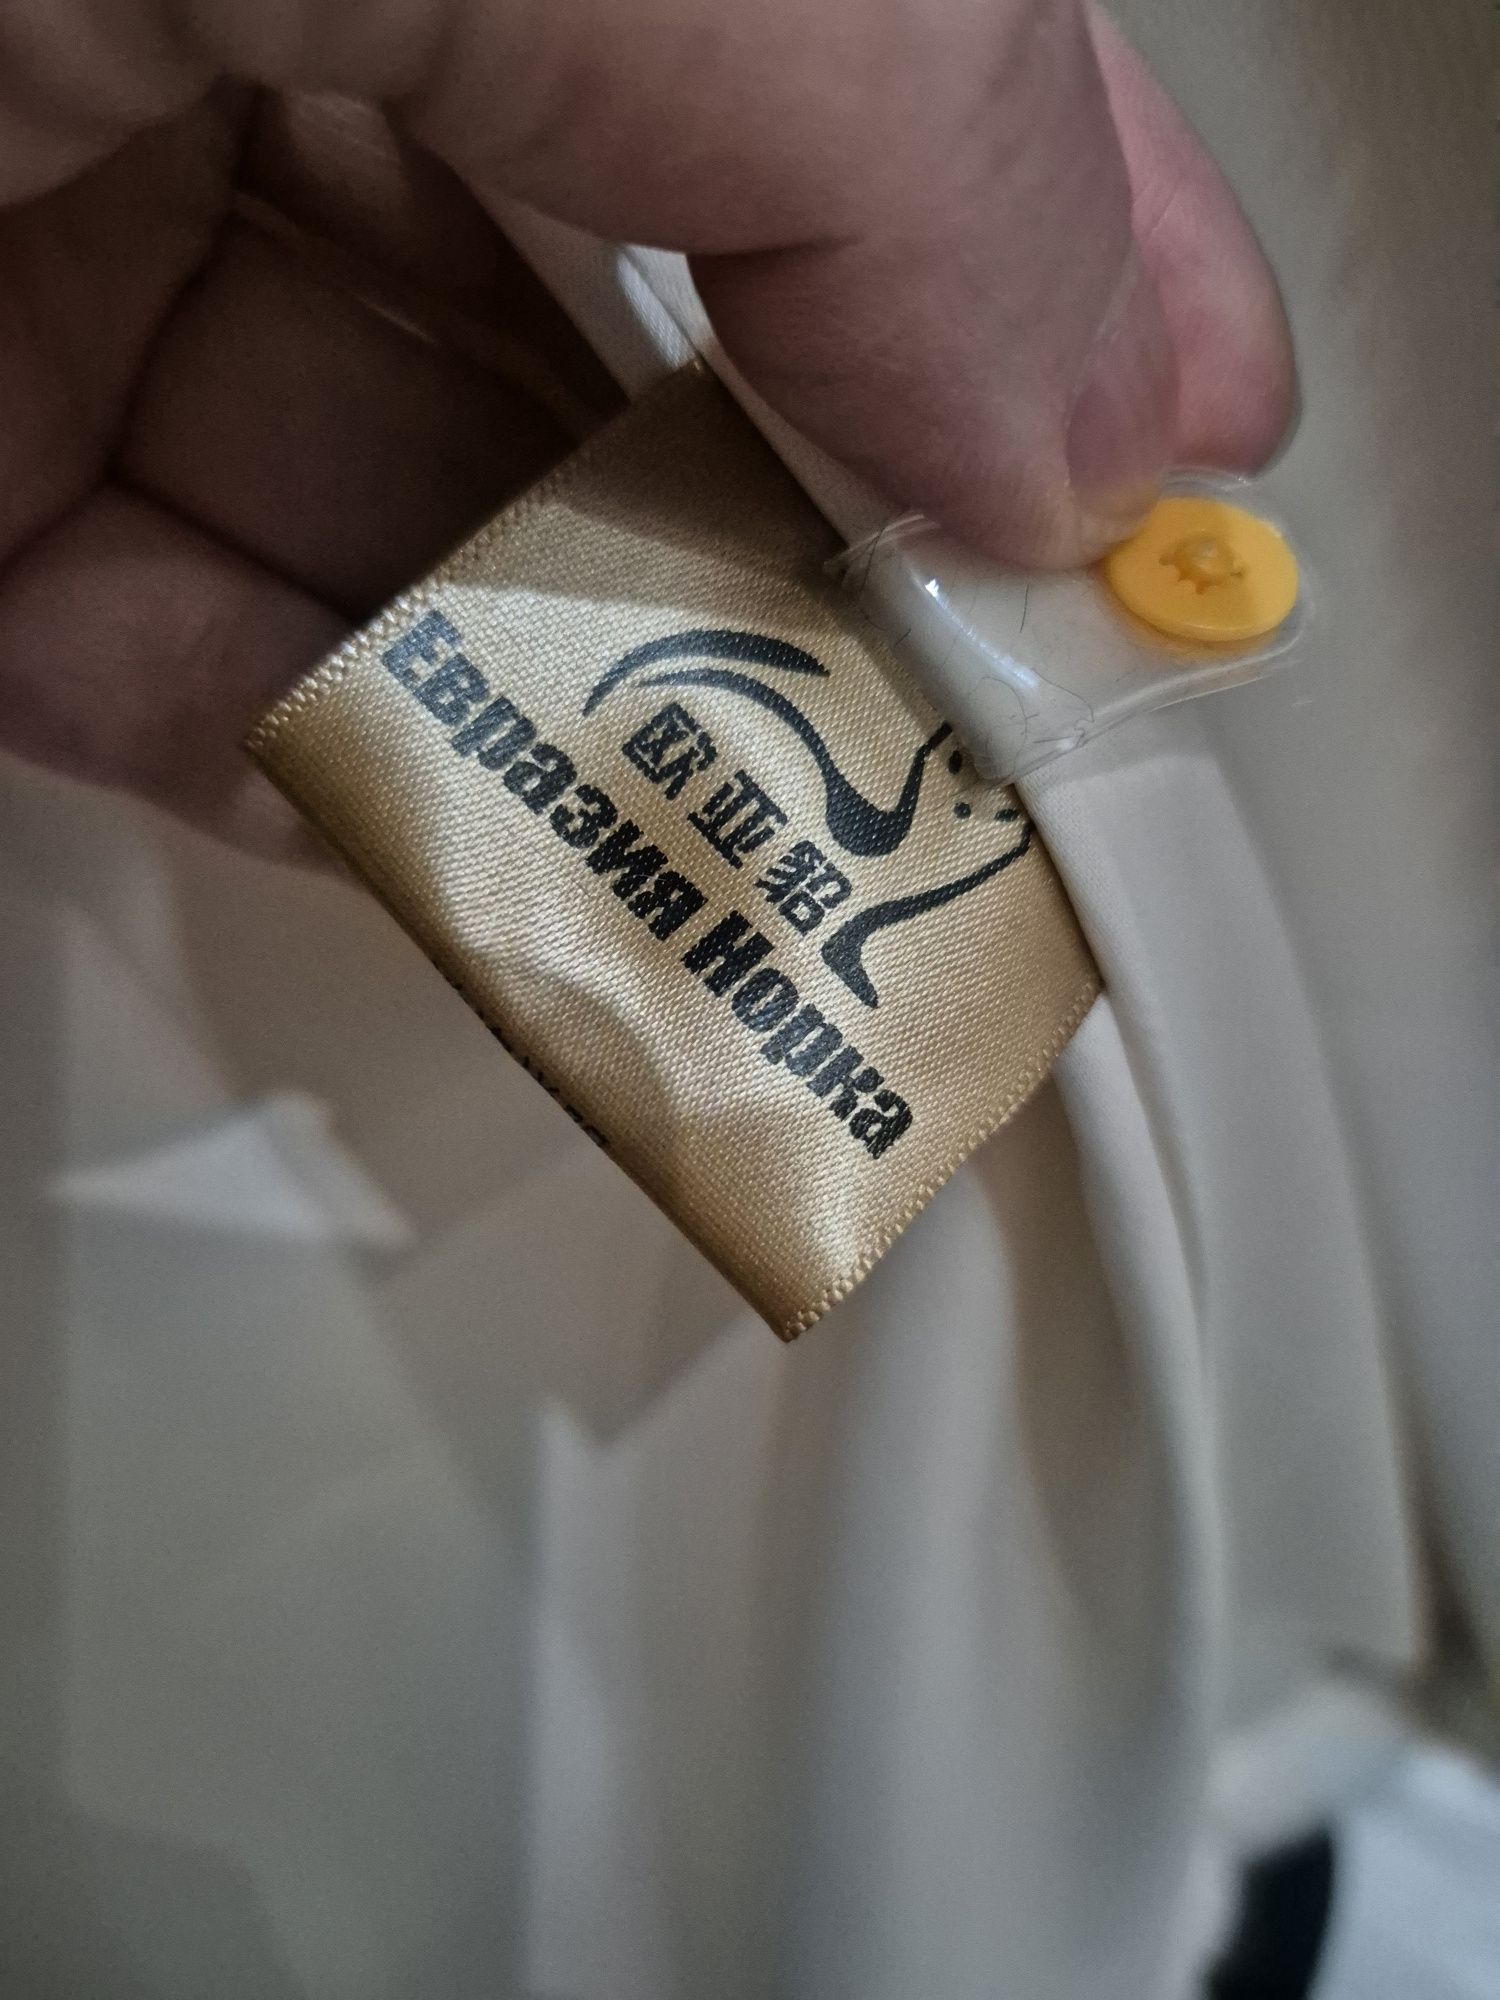 欧亚貂
Евразия Норка